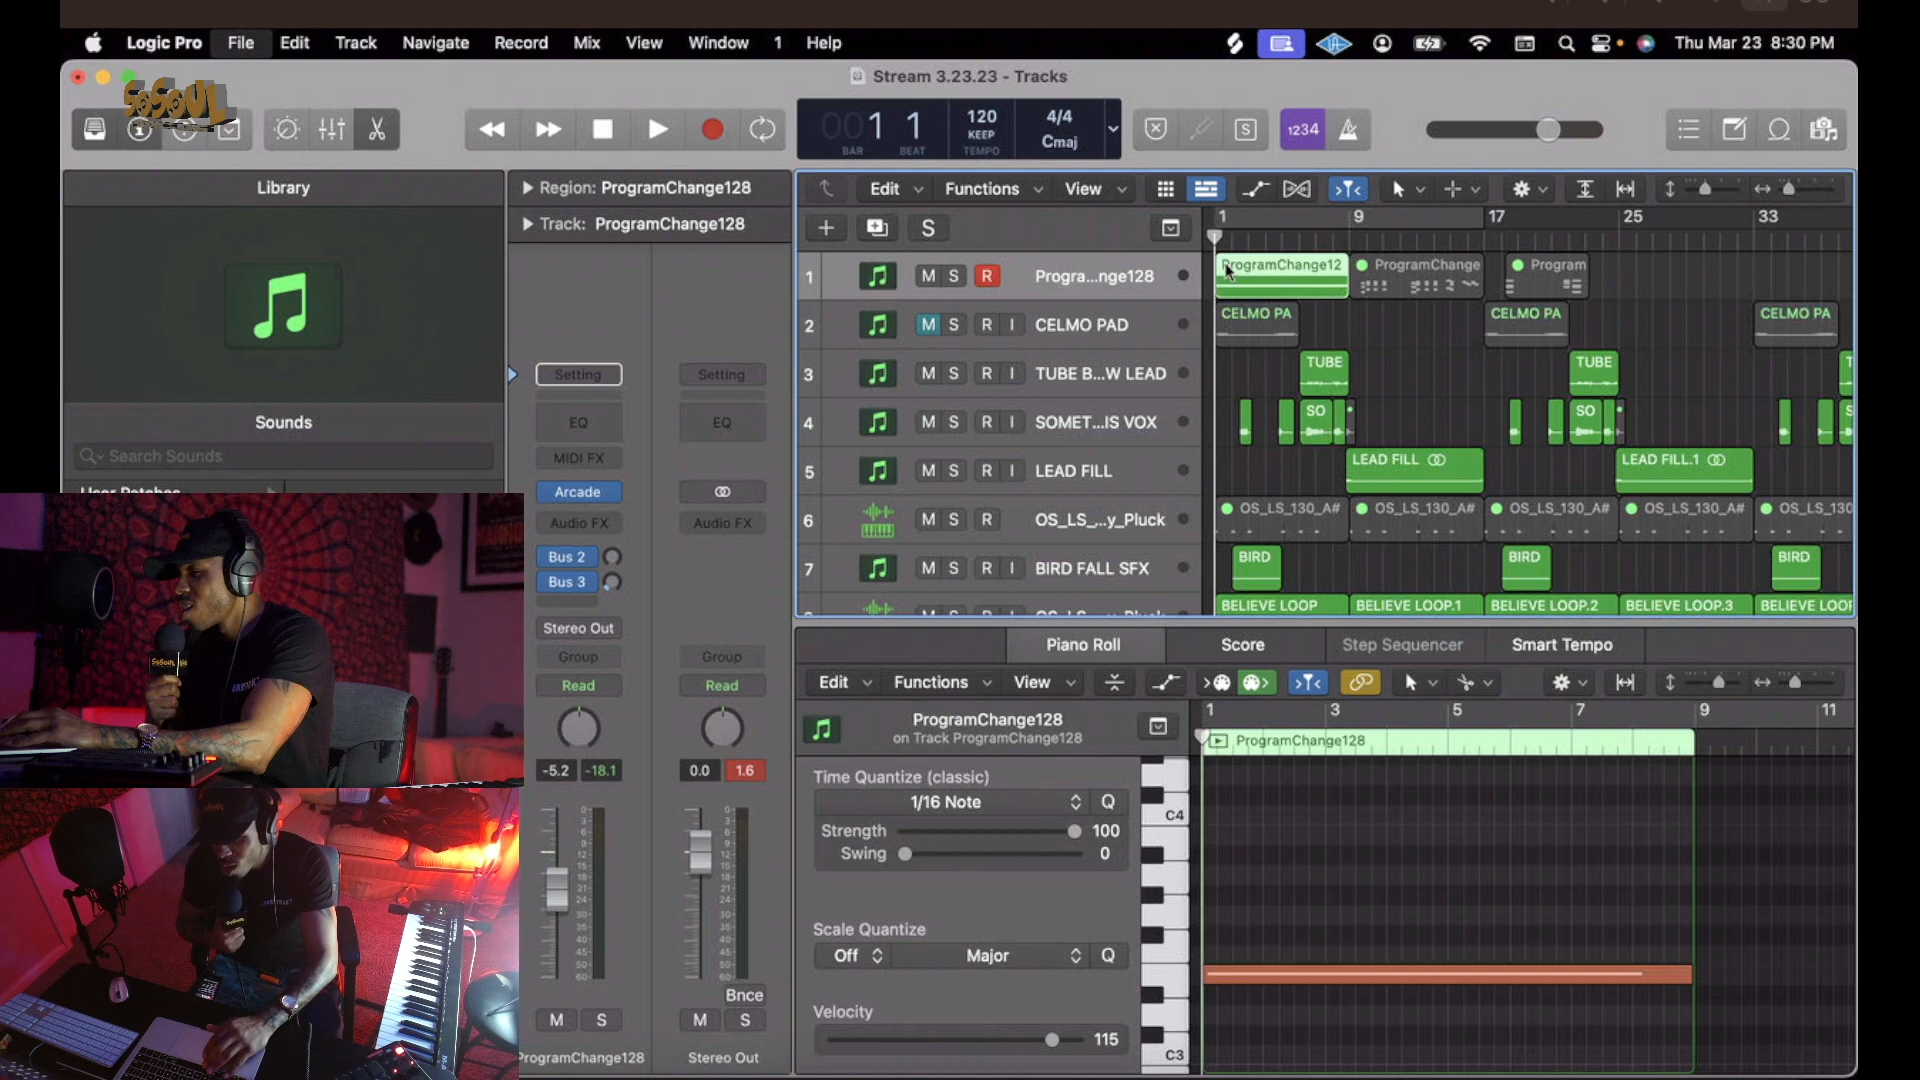 Logic Pro File Edit Track Navigate Record Mix View Window 1 Help Thu Mar 23 8:30 PM
Stream 3.23.23 - Tracks
SoSouL
001 1 120 KEEP 4/4 Cmaj
BAR BEAT TEMPO
S 1234
Library
Region: ProgramChange128
Track: ProgramChange128
Edit Functions View
S
1 9 17 25 33
1 M S R Progra...nge128
ProgramChange12 ProgramChange Program
2 M S R I CELMO PAD
CELMO PA CELMO PA CELMO PA
3 M S R I TUBE B...W LEAD
TUBE TUBE
4 M S R I SOMET...IS VOX
SO SO
5 M S R I LEAD FILL
LEAD FILL LEAD FILL.1
6 M S R OS_LS_...y_Pluck
OS_LS_130_A# OS_LS_130_A# OS_LS_130_A# OS_LS_130_A# OS_LS_130
7 M S R I BIRD FALL SFX
BIRD BIRD BIRD
BELIEVE LOOP BELIEVE LOOP.1 BELIEVE LOOP.2 BELIEVE LOOP.3 BELIEVE LOOP
Sounds
Search Sounds
User Patches
Setting Setting
EQ EQ
MIDI FX
Arcade
Audio FX Audio FX
Bus 2
Bus 3
Stereo Out
Group Group
Read Read
-5.2 -18.1 0.0 1.6
Bnce
M S M S
ProgramChange128 Stereo Out
Piano Roll Score Step Sequencer Smart Tempo
Edit Functions View
1 3 5 7 9 11
ProgramChange128
on Track ProgramChange128
ProgramChange128
Time Quantize (classic)
1/16 Note Q
Strength 100
Swing 0
Scale Quantize
Off Major Q
Velocity
115
C4
C3